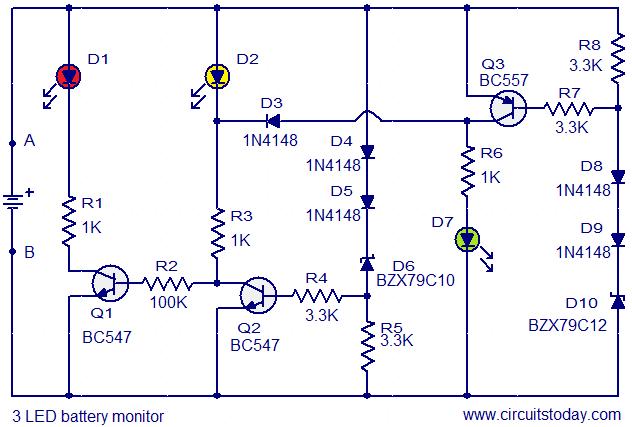 D1
D2
R8
3.3K
Q3
BC557
R7
3.3K
D3
1N4148
A
D4
1N4148
R6
1K
D8
1N4148
+
D5
1N4148
R1
1K
R3
1K
D7
D9
1N4148
B
R2
100K
D6
BZX79C10
R4
3.3K
D10
BZX79C12
Q1
BC547
Q2
BC547
R5
3.3K
3 LED battery monitor
www.circuitstoday.com